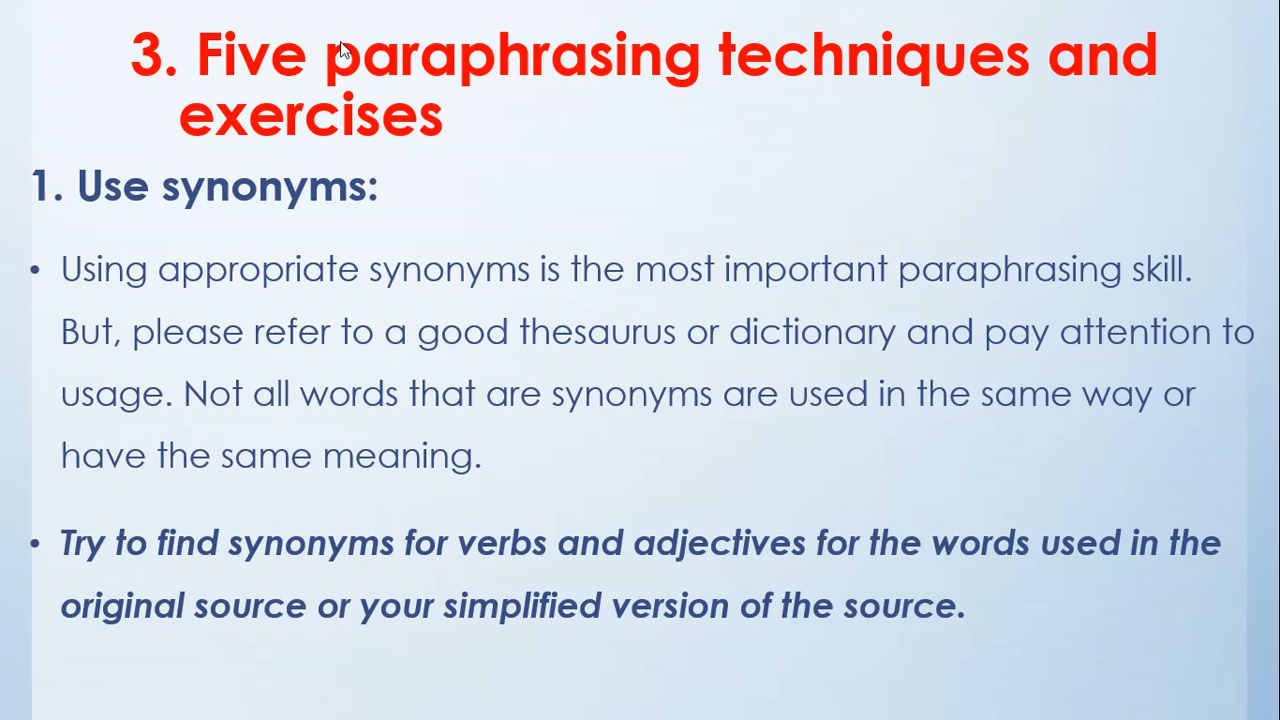 3. Five paraphrasing techniques and
exercises
1. Use synonyms:
• Using appropriate synonyms is the most important paraphrasing skill.
But, please refer to a good thesaurus or dictionary and pay attention to
usage. Not all words that are synonyms are used in the same way or
have the same meaning.
• Try to find synonyms for verbs and adjectives for the words used in the
original source or your simplified version of the source.